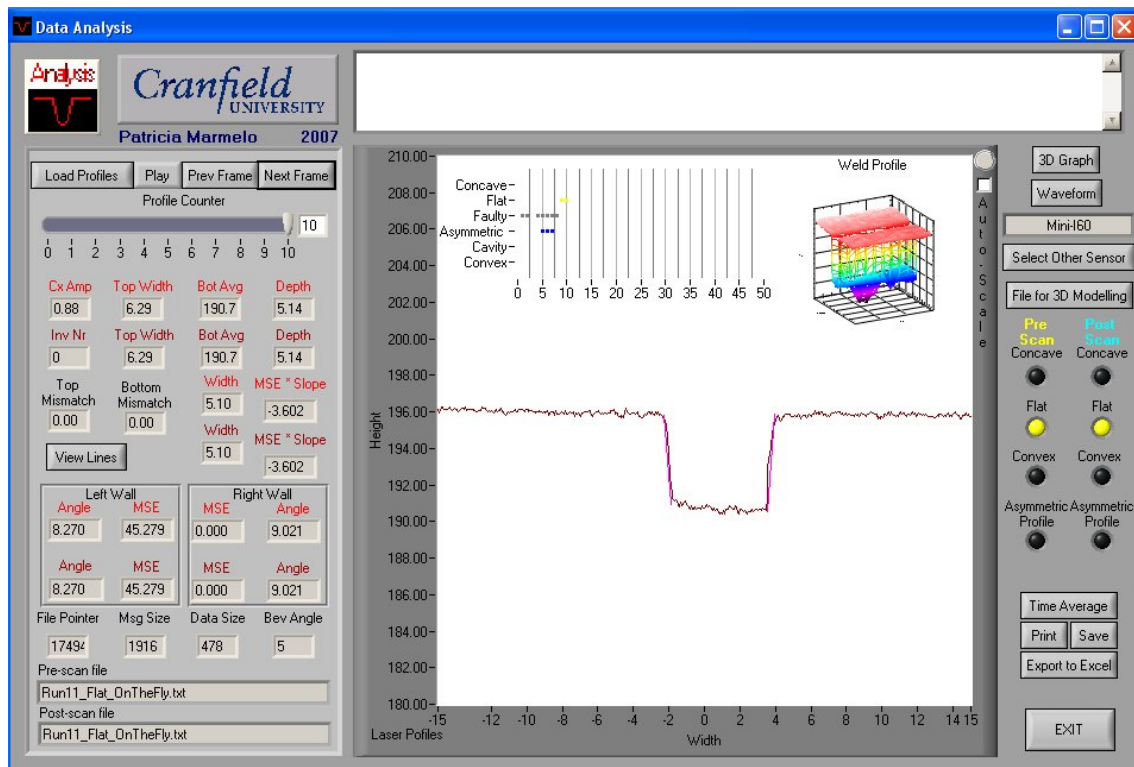 Data Analysis
Analysis
Cranfield
UNIVERSITY
Patricia Marmelo 2007
Load Profiles Play Prev Frame Next Frame
Profile Counter
10
0 1 2 3 4 5 6 7 8 9 10
Cx Amp Top Width Bot Avg Depth
0.88 6.29 190.7 5.14
Inv Nr Top Width Bot Avg Depth
0 6.29 190.7 5.14
Top Mismatch Bottom Mismatch Width MSE * Slope
0.00 0.00 5.10 -3.602
Width MSE * Slope
5.10 -3.602
View Lines
Left Wall Right Wall
Angle MSE MSE Angle
8.270 45.279 0.000 9.021
Angle MSE MSE Angle
8.270 45.279 0.000 9.021
File Pointer Msg Size Data Size Bev Angle
1749 1916 478 5
Pre-scan file
Run11_Flat_OnTheFly.txt
Post-scan file
Run11_Flat_OnTheFly.txt
210.00
208.00
206.00
204.00
202.00
200.00
198.00
196.00
194.00
192.00
190.00
188.00
186.00
184.00
182.00
180.00
Height
-15 -12 -10 -8 -6 -4 -2 0 2 4 6 8 10 12 14 15
Width
Laser Pofiles
Concave
Flat
Faulty
Asymmetric
Cavity
Convex
0 5 10 15 20 25 30 35 40 45 50
Weld Profile
Auto-Scale
3D Graph
Waveform
Mini-I60
Select Other Sensor
File for 3D Modelling
Pre Scan Post Scan
Concave Concave
Flat Flat
Convex Convex
Asymmetric Profile Asymmetric Profile
Time Average
Print Save
Export to Excel
EXIT